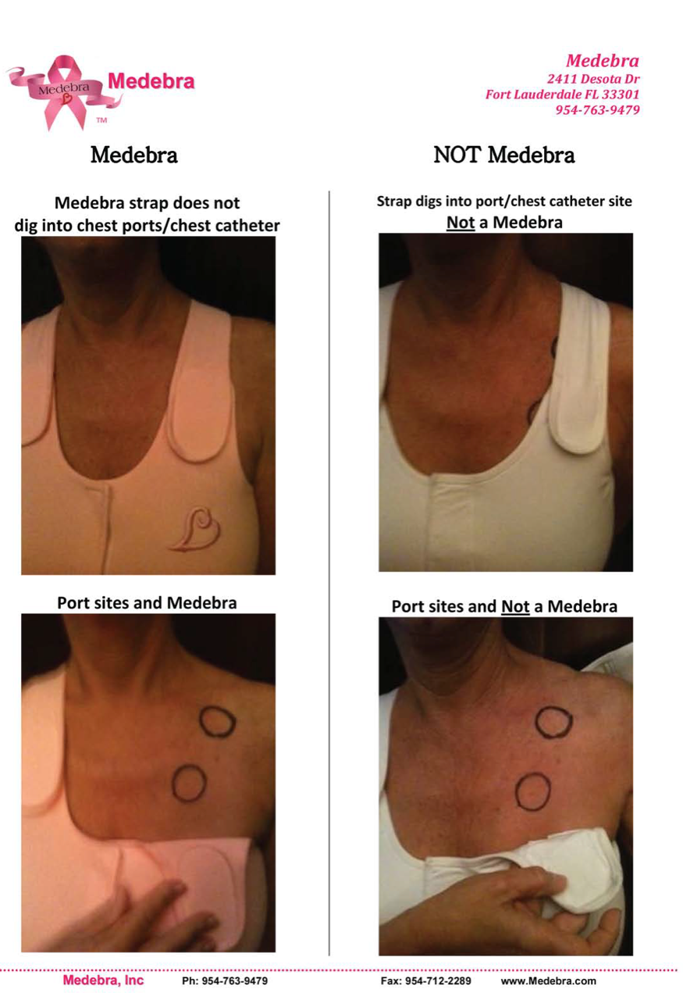 Medebra
TM
Medebra
Medebra
2411 Desota Dr
Fort Lauderdale FL 33301
954-763-9479
Medebra
NOT Medebra
Medebra strap does not
dig into chest ports/chest catheter
Strap digs into port/chest catheter site
Not a Medebra
Port sites and Medebra
Port sites and Not a Medebra
Medebra, Inc
Ph: 954-763-9479
Fax: 954-712-2289
www.Medebra.com